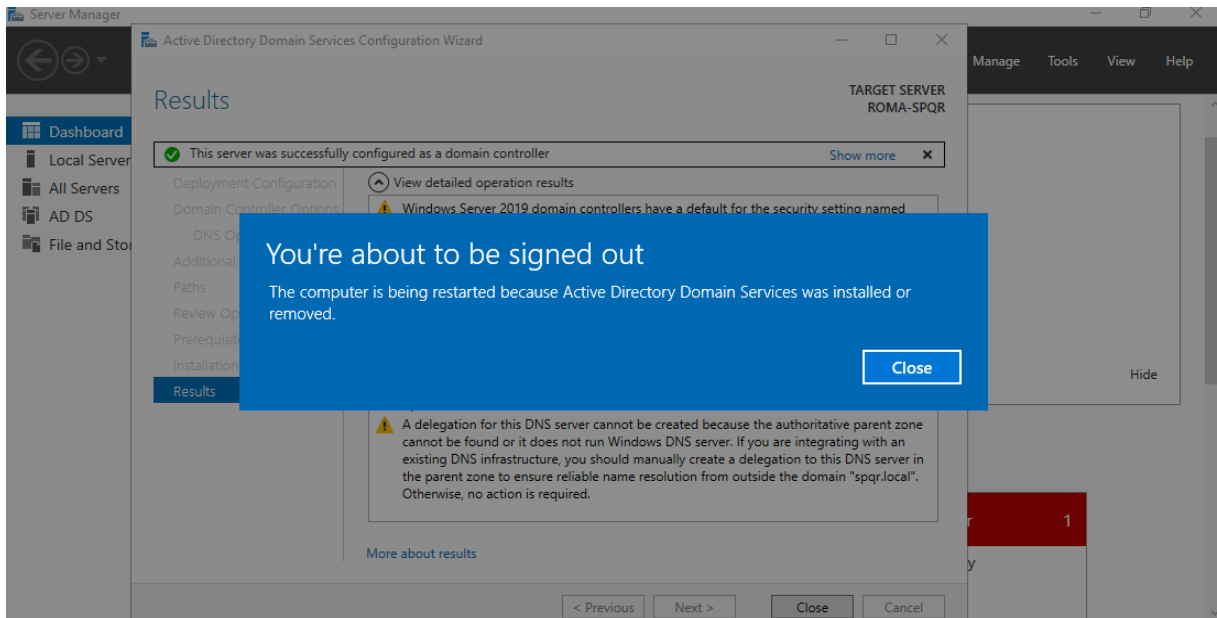 Server Manager
Active Directory Domain Services Configuration Wizard
Manage Tools View Help
Results
TARGET SERVER
ROMA-SPQR
Dashboard
Local Server
All Servers
AD DS
File and Sto
This server was successfully configured as a domain controller
Show more
Deployment Configuration
Domain Controller Options
DNS Op
Additional
Paths
Review Op
Prerequisit
Installation
Results
View detailed operation results
Windows Server 2019 domain controllers have a default for the security setting named
You're about to be signed out
The computer is being restarted because Active Directory Domain Services was installed or
removed.
Close
Hide
A delegation for this DNS server cannot be created because the authoritative parent zone
cannot be found or it does not run Windows DNS server. If you are integrating with an
existing DNS infrastructure, you should manually create a delegation to this DNS server in
the parent zone to ensure reliable name resolution from outside the domain "spqr.local".
Otherwise, no action is required.
r 1
y
More about results
< Previous Next > Close Cancel